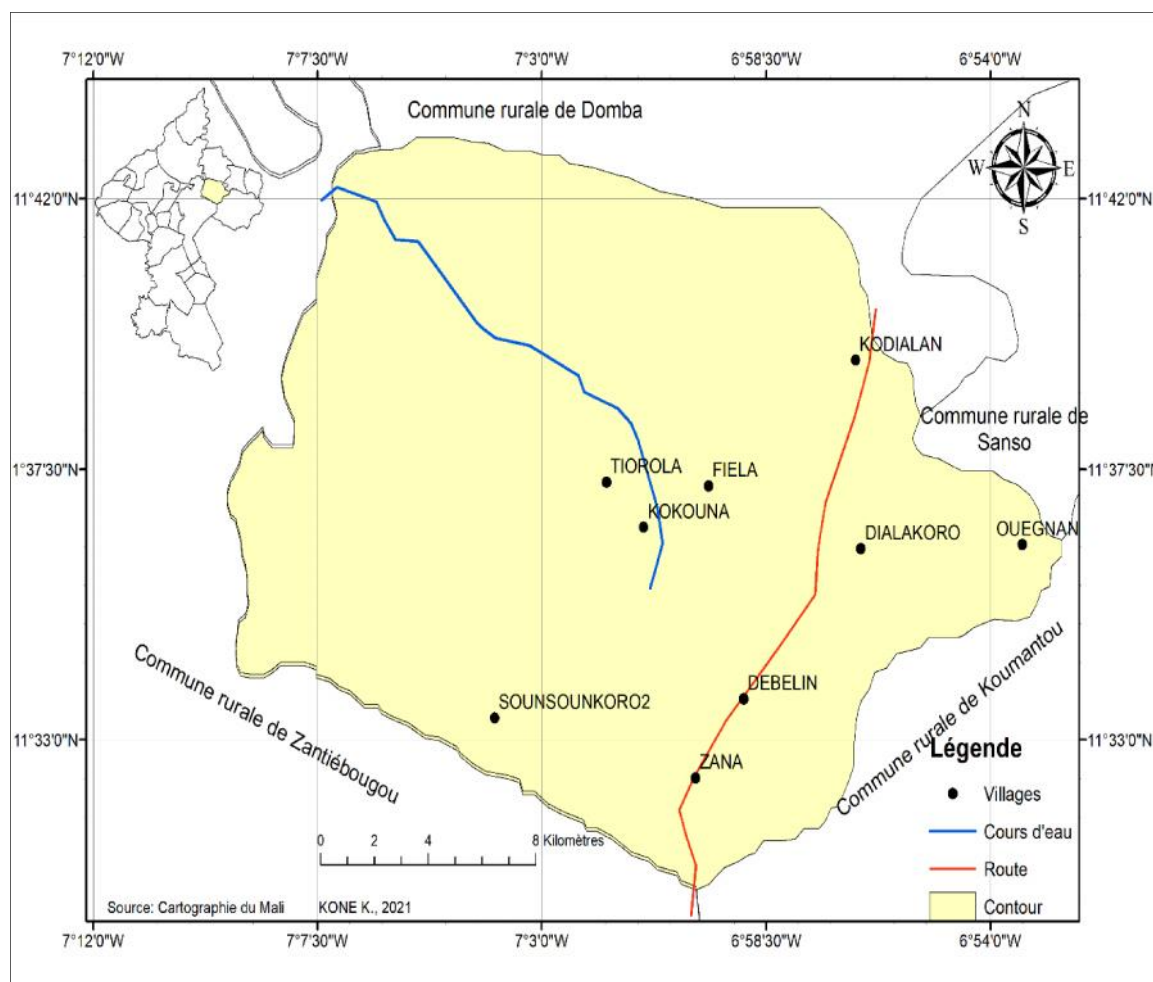 7°12'0"W 7°7'30"W 7°3'0"W 6°58'30"W 6°54'0"W
Commune rurale de Domba
N
W E
S
11°42'0"N 11°42'0"N
KODIALAN
Commune rurale de
Sanso
1°37'30"N 11°37'30"N
TIOROLA FIELA
KOKOUNA
DIALAKORO OUEGNAN
Commune rurale de Zantiébougou
Commune rurale de Koumantou
DEBELIN
SOUNSOUNKORO2
11°33'0"N 11°33'0"N
ZANA
Légende
Villages
Cours d'eau
Route
Contour
0 2 4 8 Kilomètres
Source: Cartographie du Mali KONE K., 2021
7°12'0"W 7°7'30"W 7°3'0"W 6°58'30"W 6°54'0"W